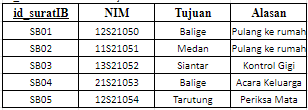 id_suratIB NIM Tujuan Alasan
SB01 12S21050 Balige Pulang ke rumah
SB02 11S21051 Medan Pulang ke rumah
SB03 13S21052 Siantar Kontrol Gigi
SB04 21S21053 Balige Acara Keluarga
SB05 12S21054 Tarutung Periksa Mata